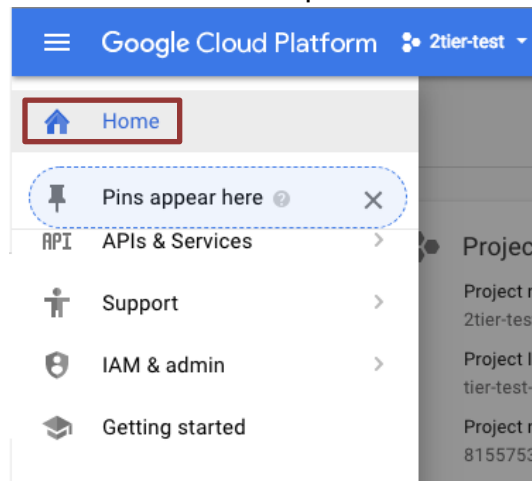 Google Cloud Platform
2tier-test
Home
Pins appear here
API
APIs & Services
Support
IAM & admin
Getting started
Projec
Project
2tier-tes
Project
tier-test-
Project
8155753